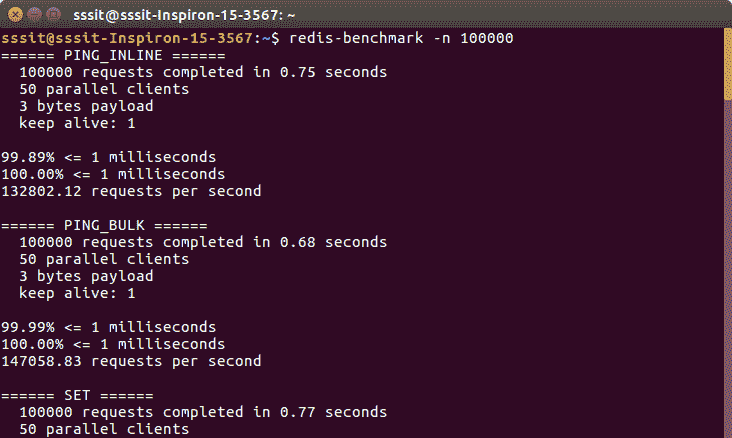 sssit@sssit-Inspiron-15-3567: ~
sssit@sssit-Inspiron-15-3567:~$ redis-benchmark -n 100000
====== PING_INLINE ======
  100000 requests completed in 0.75 seconds
  50 parallel clients
  3 bytes payload
  keep alive: 1

99.89% <= 1 milliseconds
100.00% <= 1 milliseconds
132802.12 requests per second

====== PING_BULK ======
  100000 requests completed in 0.68 seconds
  50 parallel clients
  3 bytes payload
  keep alive: 1

99.99% <= 1 milliseconds
100.00% <= 1 milliseconds
147058.83 requests per second

====== SET ======
  100000 requests completed in 0.77 seconds
  50 parallel clients